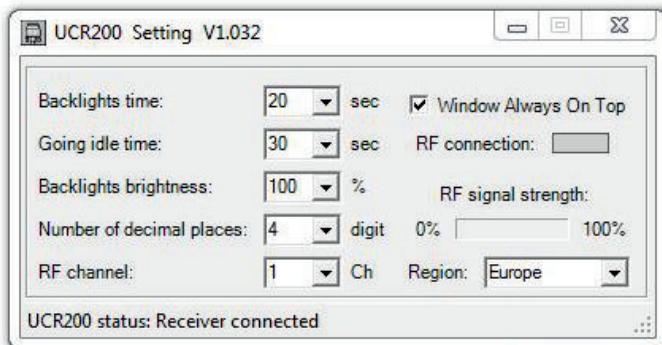 UCR200 Setting V1.032
Backlights time: 20 sec Window Always On Top
Going idle time: 30 sec RF connection:
Backlights brightness: 100 %
RF signal strength:
Number of decimal places: 4 digit 0% 100%
RF channel: 1 Ch Region: Europe
UCR200 status: Receiver connected